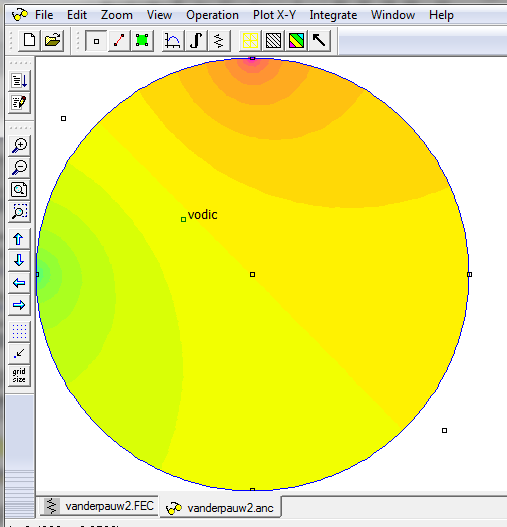 File Edit Zoom View Operation Plot X-Y Integrate Window Help
vodic
grid
size
vanderpauw2.FEC vanderpauw2.anc